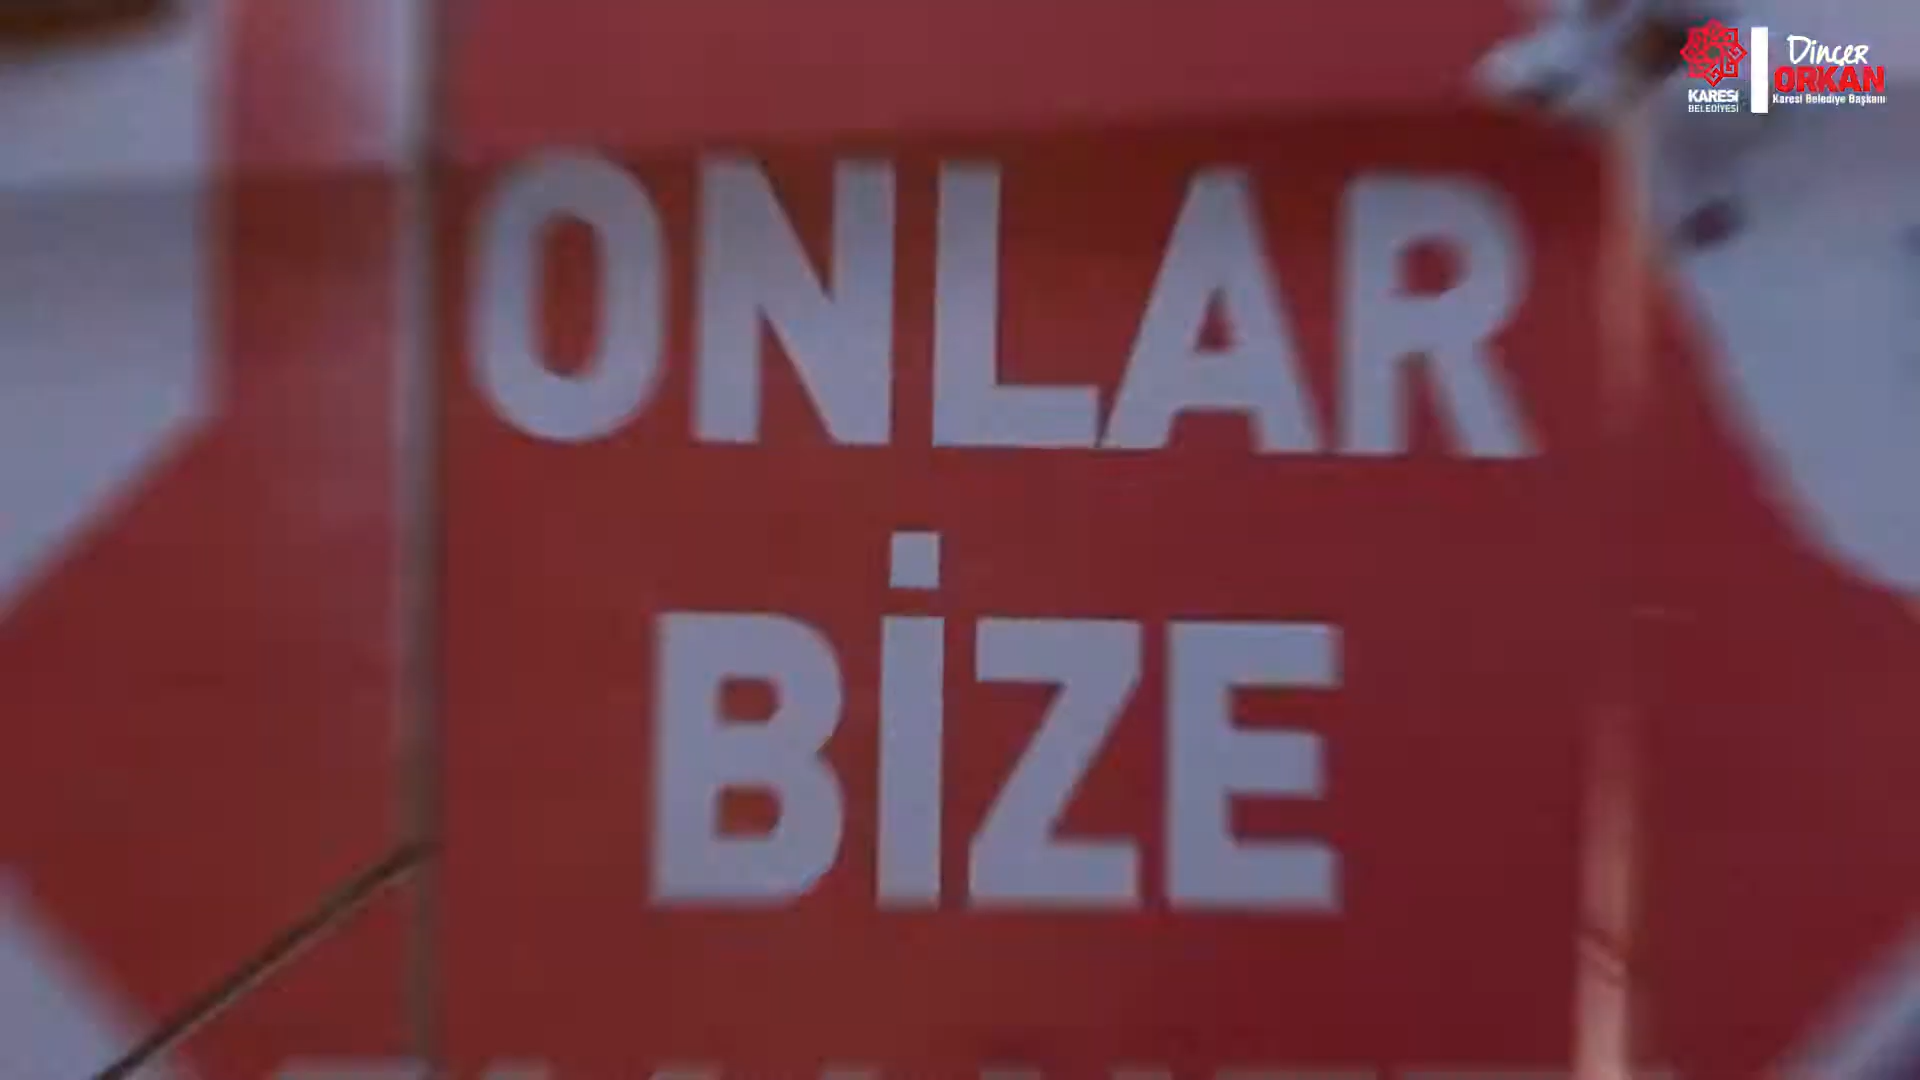 ONLAR
BİZE
KARESİ
BELEDİYESİ
Dinçer
ORKAN
Karesi Belediye Başkanı